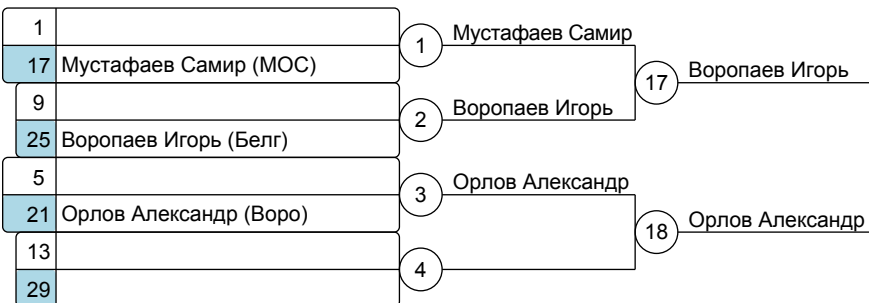 1
1 Мустафаев Самир
17 Мустафаев Самир (МОС)
17 Воропаев Игорь
9
2 Воропаев Игорь
25 Воропаев Игорь (Белг)
5
3 Орлов Александр
21 Орлов Александр (Воро)
18 Орлов Александр
13
4
29